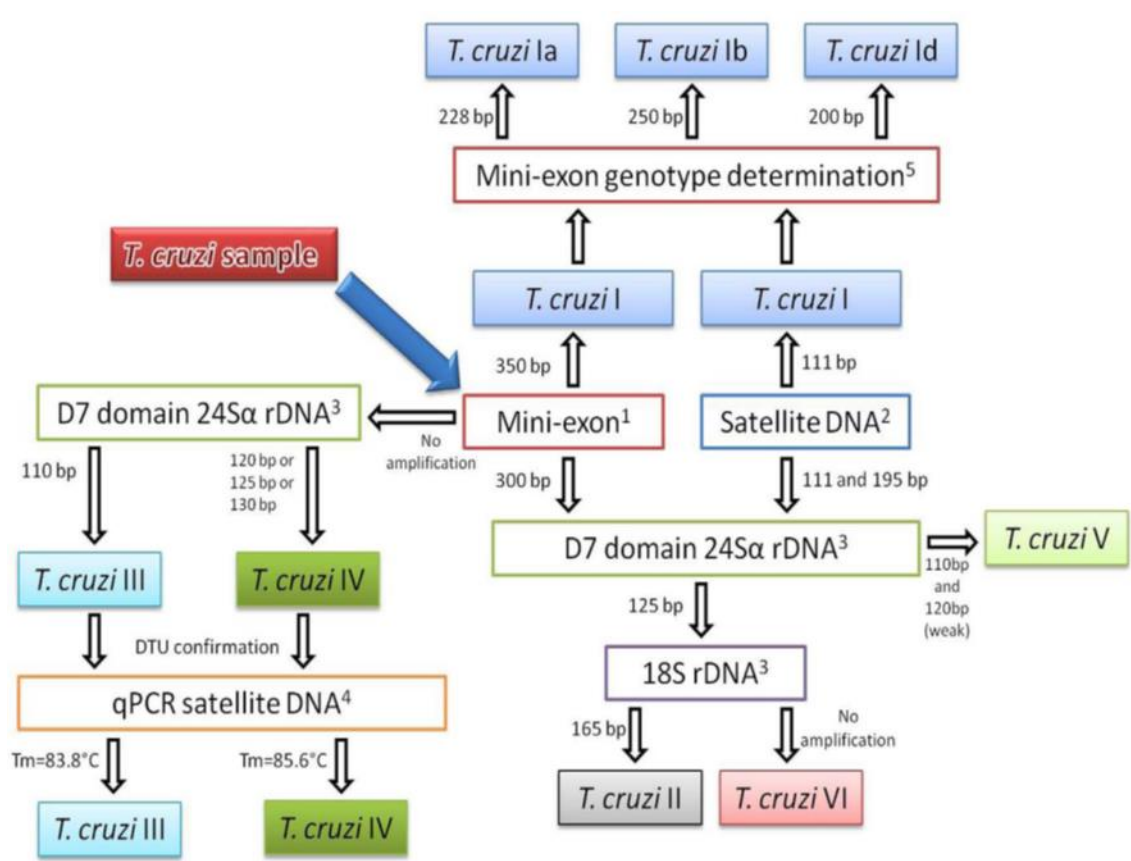 T. cruzi Ia
T. cruzi Ib
T. cruzi Id
228 bp
250 bp
200 bp
Mini-exon genotype determination⁵
T. cruzi sample
T. cruzi I
T. cruzi I
350 bp
111 bp
D7 domain 24Sα rDNA³
No
amplification
Mini-exon¹
Satellite DNA²
110 bp
120 bp or
125 bp or
130 bp
300 bp
111 and 195 bp
D7 domain 24Sα rDNA³
T. cruzi V
110bp
and
120bp
(weak)
T. cruzi III
T. cruzi IV
125 bp
DTU confirmation
18S rDNA³
qPCR satellite DNA⁴
165 bp
No
amplification
Tm=83.8°C
Tm=85.6°C
T. cruzi II
T. cruzi VI
T. cruzi III
T. cruzi IV